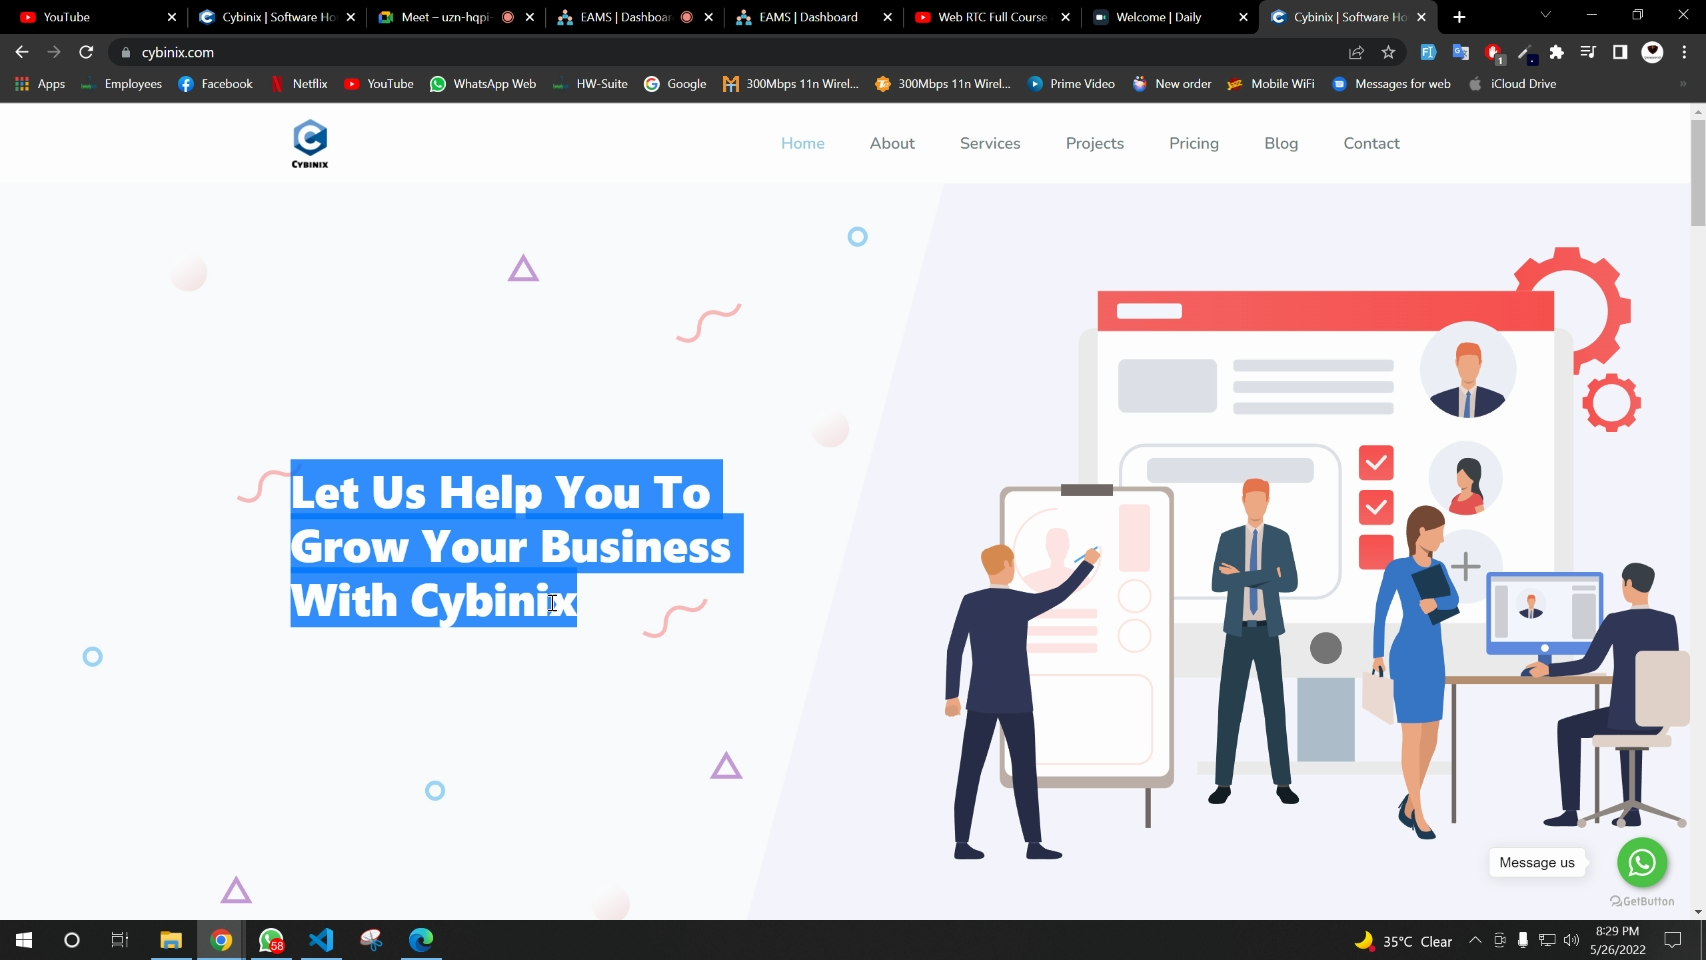 YouTube
Cybinix | Software Ho
Meet – uzn-hqpi-
EAMS | Dashboar
EAMS | Dashboard
Web RTC Full Course
Welcome | Daily
Cybinix | Software Ho
cybinix.com
1
Apps
Employees
Facebook
Netflix
YouTube
WhatsApp Web
HW-Suite
Google
300Mbps 11n Wirel...
300Mbps 11n Wirel...
Prime Video
New order
Mobile WiFi
Messages for web
iCloud Drive
CYBINIX
Home
About
Services
Projects
Pricing
Blog
Contact
Let Us Help You To
Grow Your Business
With Cybinix
Message us
GetButton
58
35°C Clear
8:29 PM
5/26/2022